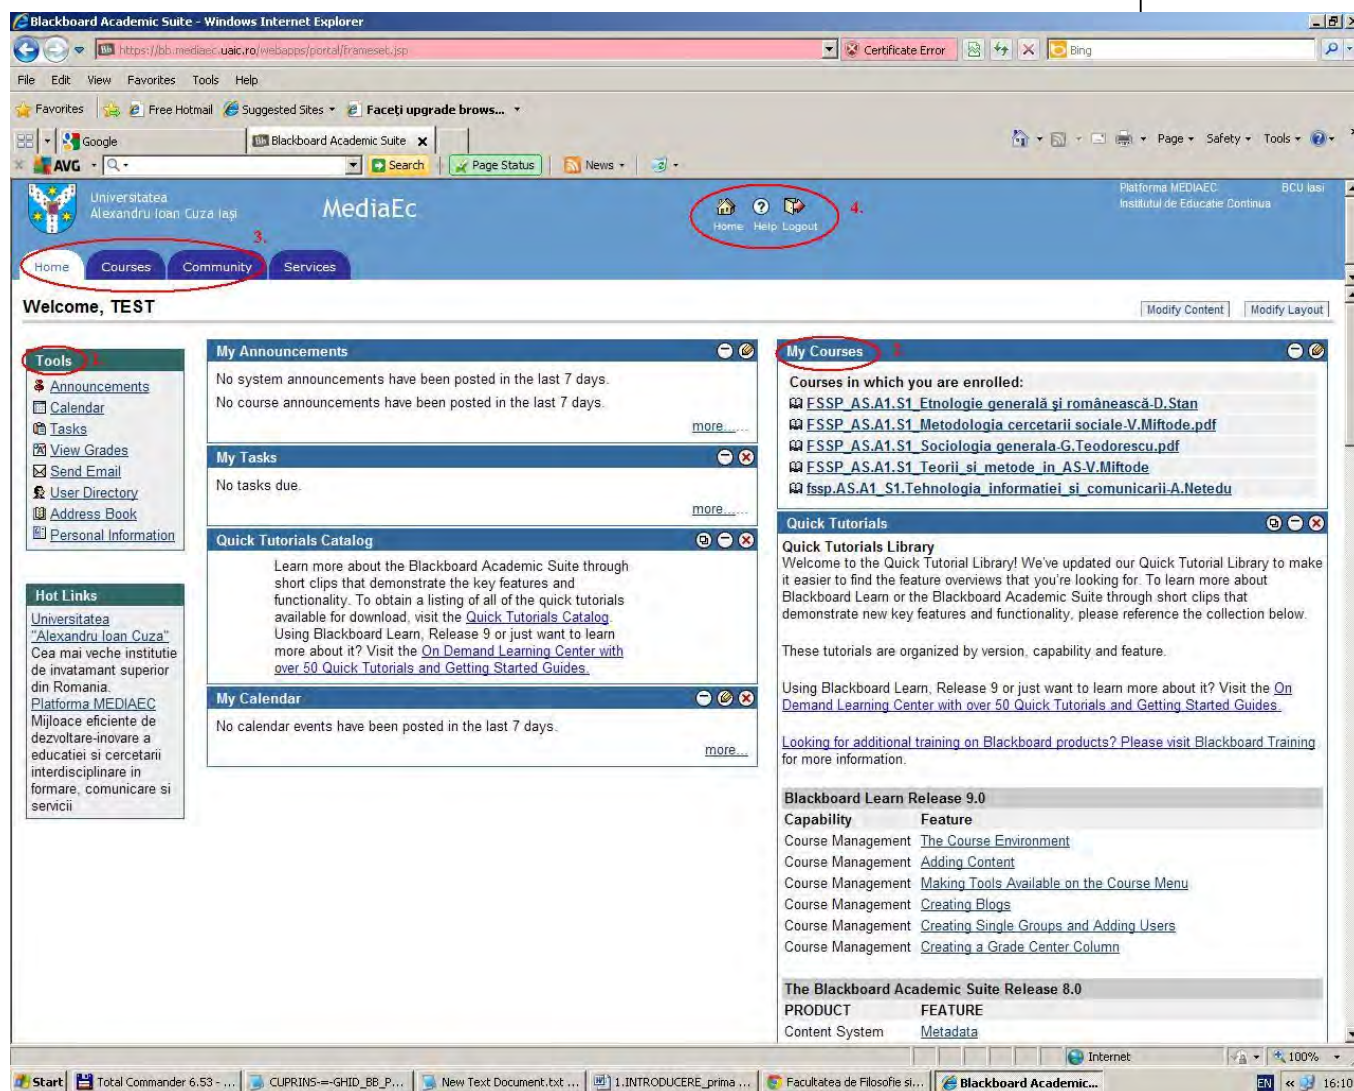 Blackboard Academic Suite - Windows Internet Explorer
https://bb.mediaec.uaic.ro/webapps/portal/frameset.jsp
Certificate Error
Bing
File Edit View Favorites Tools Help
Favorites Free Hotmail Suggested Sites Faceți upgrade brows...
Google Blackboard Academic Suite
Page Safety Tools
AVG Search Page Status News
Universitatea
Alexandru Ioan Cuza Iași
MediaEc
Home Help Logout
4.
Platforma MEDIAEC BCU Iasi
Institutul de Educatie Continua
3.
Home Courses Community Services
Welcome, TEST
Modify Content Modify Layout
Tools
Announcements
Calendar
Tasks
View Grades
Send Email
User Directory
Address Book
Personal Information
Hot Links
Universitatea
"Alexandru Ioan Cuza"
Cea mai veche institutie
de invatamant superior
din Romania.
Platforma MEDIAEC
Mijloace eficiente de
dezvoltare-inovare a
educatiei si cercetarii
interdisciplinare in
formare, comunicare si
servicii
My Announcements
No system announcements have been posted in the last 7 days.
No course announcements have been posted in the last 7 days.
more......
My Tasks
No tasks due.
more......
Quick Tutorials Catalog
Learn more about the Blackboard Academic Suite through
short clips that demonstrate the key features and
functionality. To obtain a listing of all of the quick tutorials
available for download, visit the Quick Tutorials Catalog.
Using Blackboard Learn, Release 9 or just want to learn
more about it? Visit the On Demand Learning Center with
over 50 Quick Tutorials and Getting Started Guides.
My Calendar
No calendar events have been posted in the last 7 days.
more...
My Courses
Courses in which you are enrolled:
FSSP_AS.A1.S1_Etnologie generală şi românească-D.Stan
FSSP_AS.A1.S1_Metodologia cercetarii sociale-V.Miftode.pdf
FSSP_AS.A1.S1_Sociologia generala-G.Teodorescu.pdf
FSSP_AS.A1.S1_Teorii_si_metode_in_AS-V.Miftode
fssp.AS.A1_S1.Tehnologia_informatiei_si_comunicarii-A.Netedu
Quick Tutorials
Quick Tutorials Library
Welcome to the Quick Tutorial Library! We've updated our Quick Tutorial Library to make
it easier to find the feature overviews that you're looking for. To learn more about
Blackboard Learn or the Blackboard Academic Suite through short clips that
demonstrate new key features and functionality, please reference the collection below.
These tutorials are organized by version, capability and feature.
Using Blackboard Learn, Release 9 or just want to learn more about it? Visit the On
Demand Learning Center with over 50 Quick Tutorials and Getting Started Guides.
Looking for additional training on Blackboard products? Please visit Blackboard Training
for more information.
Blackboard Learn Release 9.0
Capability Feature
Course Management The Course Environment
Course Management Adding Content
Course Management Making Tools Available on the Course Menu
Course Management Creating Blogs
Course Management Creating Single Groups and Adding Users
Course Management Creating a Grade Center Column
The Blackboard Academic Suite Release 8.0
PRODUCT FEATURE
Content System Metadata
Internet 100%
Start Total Commander 6.53 - ... CUPRINS-=-GHID_BB_P... New Text Document.txt ... 1.INTRODUCERE_prima ... Facultatea de Filosofie si... Blackboard Academic... EN 16:10